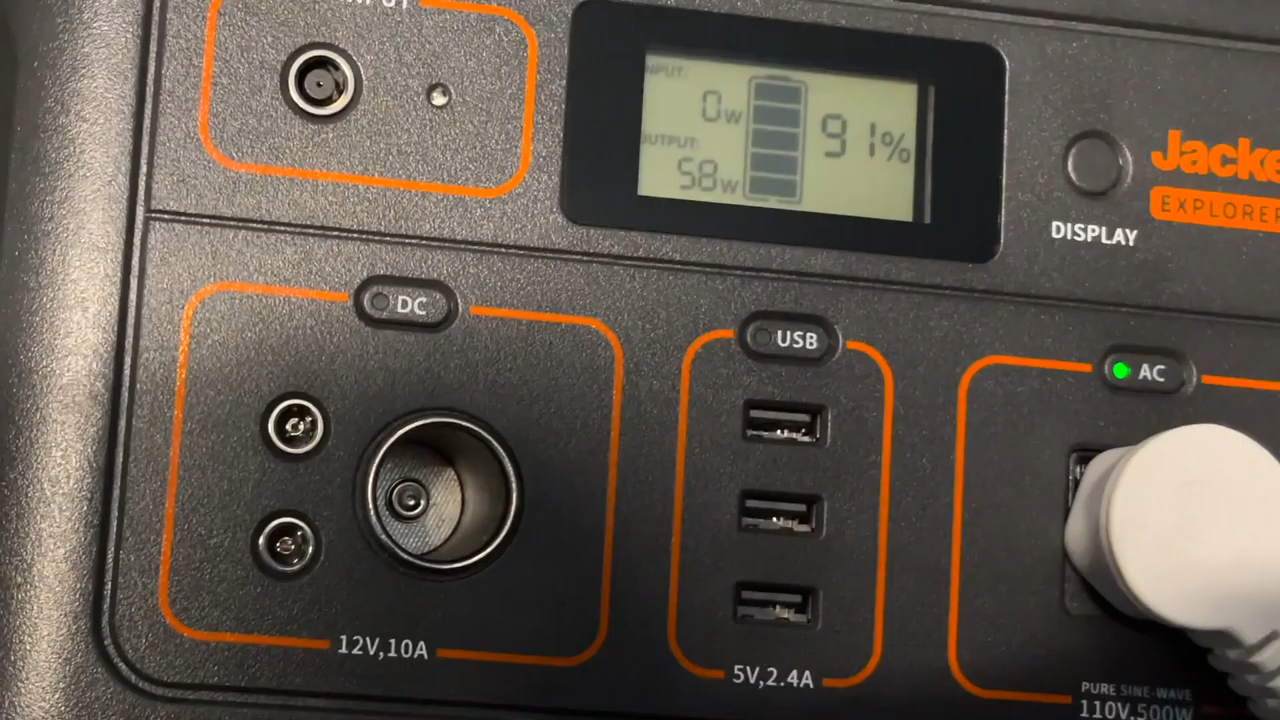 INPUT
INPUT:
0w
OUTPUT:
58w
91%
DISPLAY
Jacke
EXPLORER
DC
USB
AC
12V,10A
5V,2.4A
PURE SINE-WAVE
110V,500W